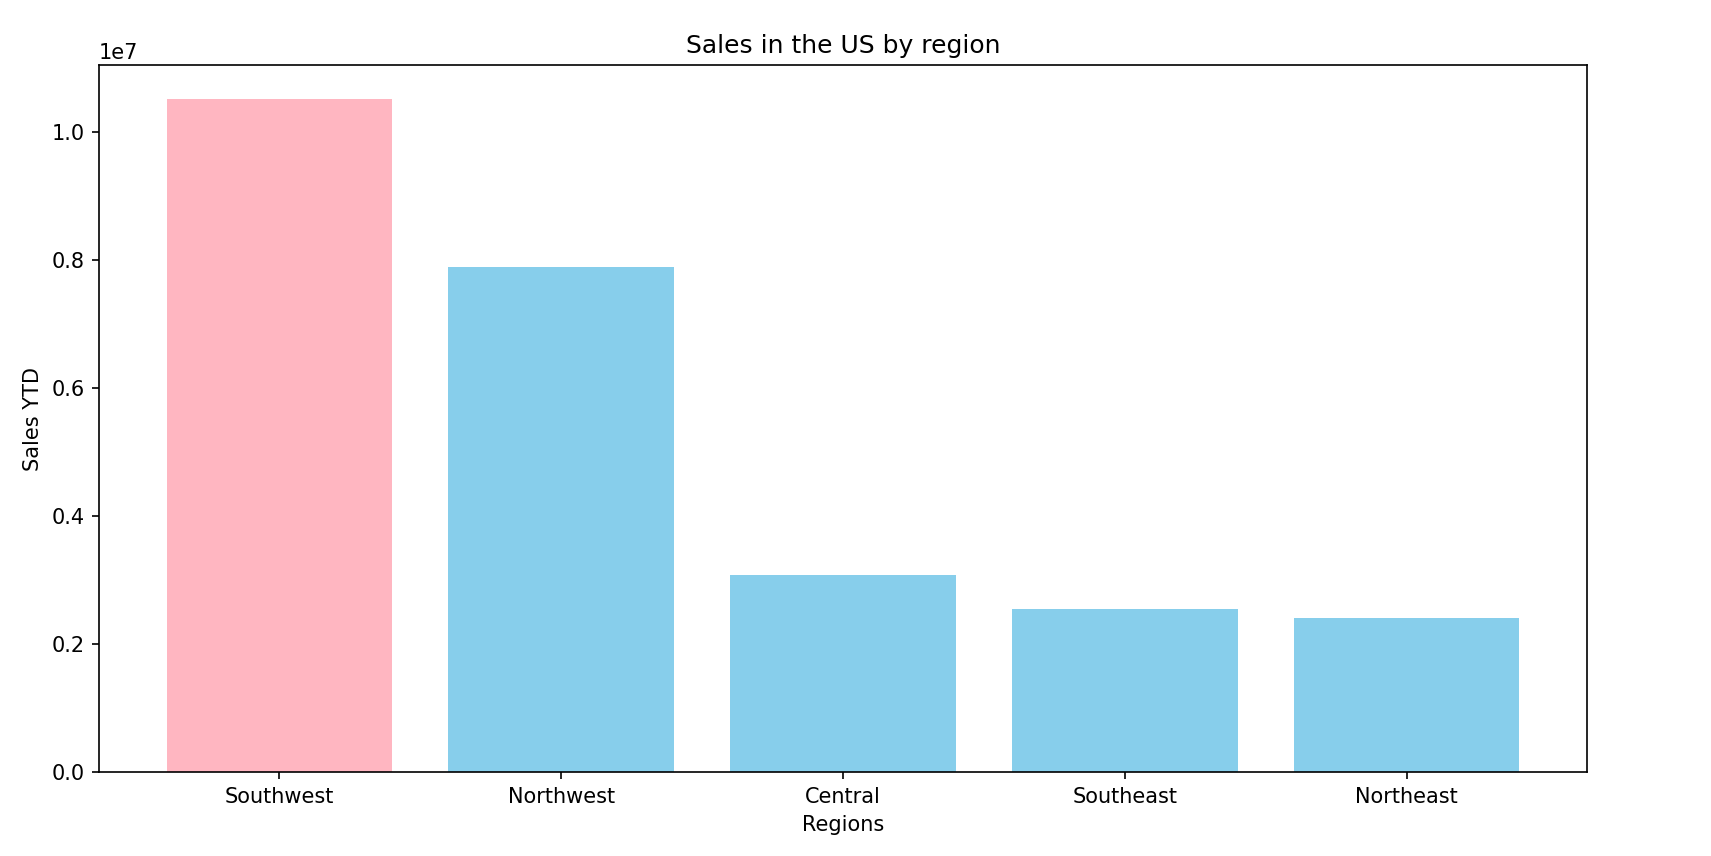 Sales in the US by region
1e7
1.0
0.8
0.6
0.4
0.2
0.0
Sales YTD
Southwest Northwest Central Southeast Northeast
Regions